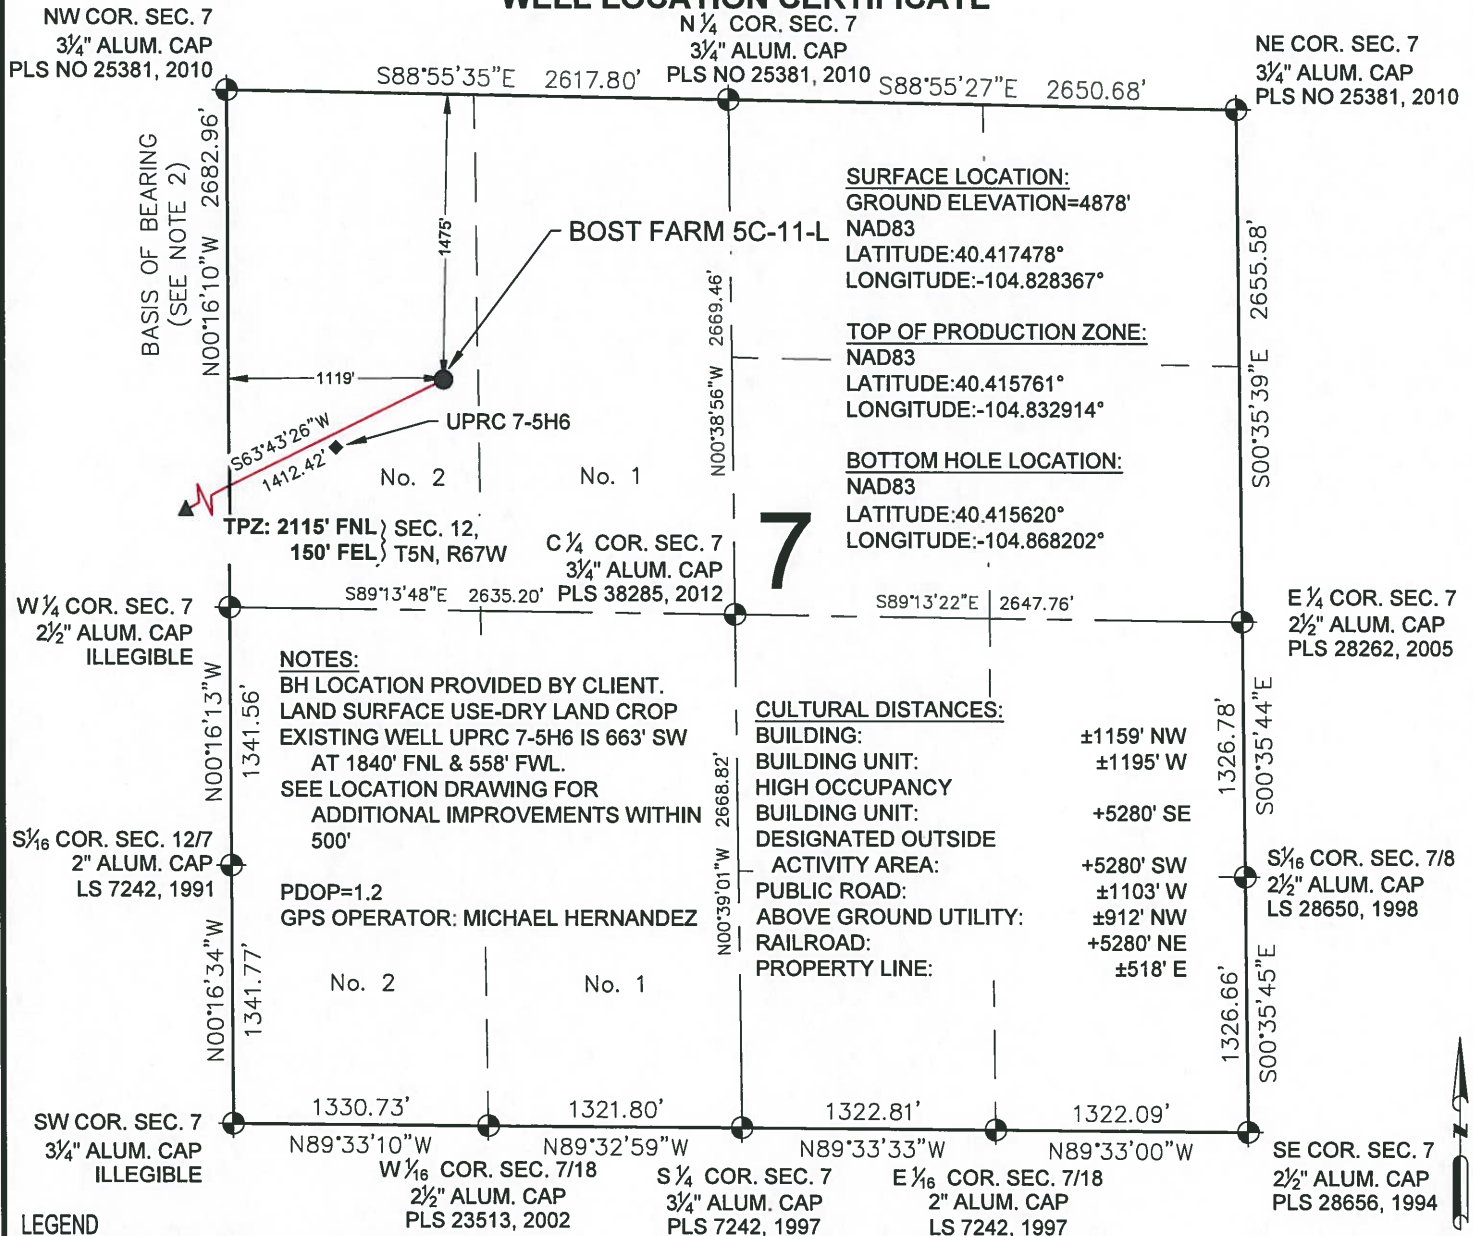 WELL LOCATION CERTIFICATE
NW COR. SEC. 7
3¼" ALUM. CAP
PLS NO 25381, 2010
N ¼ COR. SEC. 7
3¼" ALUM. CAP
PLS NO 25381, 2010
NE COR. SEC. 7
3¼" ALUM. CAP
PLS NO 25381, 2010
S88°55'35"E 2617.80'
S88°55'27"E 2650.68'
BASIS OF BEARING
(SEE NOTE 2)
N00°16'10"W 2682.96'
1475'
BOST FARM 5C-11-L
1119'
UPRC 7-5H6
S63°43'26"W
1412.42'
No. 2
No. 1
TPZ: 2115' FNL } SEC. 12,
150' FEL } T5N, R67W
N00°38'56"W 2669.46'
SURFACE LOCATION:
GROUND ELEVATION=4878'
NAD83
LATITUDE:40.417478°
LONGITUDE:-104.828367°
TOP OF PRODUCTION ZONE:
NAD83
LATITUDE:40.415761°
LONGITUDE:-104.832914°
BOTTOM HOLE LOCATION:
NAD83
LATITUDE:40.415620°
LONGITUDE:-104.868202°
S00°35'39"E 2655.58'
7
C ¼ COR. SEC. 7
3¼" ALUM. CAP
PLS 38285, 2012
S89°13'48"E 2635.20'
S89°13'22"E 2647.76'
W ¼ COR. SEC. 7
2½" ALUM. CAP
ILLEGIBLE
E ¼ COR. SEC. 7
2½" ALUM. CAP
PLS 28262, 2005
N00°16'13"W
1341.56'
NOTES:
BH LOCATION PROVIDED BY CLIENT.
LAND SURFACE USE-DRY LAND CROP
EXISTING WELL UPRC 7-5H6 IS 663' SW
AT 1840' FNL & 558' FWL.
SEE LOCATION DRAWING FOR
ADDITIONAL IMPROVEMENTS WITHIN
500'
PDOP=1.2
GPS OPERATOR: MICHAEL HERNANDEZ
N00°39'01"W 2668.82'
CULTURAL DISTANCES:
BUILDING: ±1159' NW
BUILDING UNIT: ±1195' W
HIGH OCCUPANCY
BUILDING UNIT: +5280' SE
DESIGNATED OUTSIDE
ACTIVITY AREA: +5280' SW
PUBLIC ROAD: ±1103' W
ABOVE GROUND UTILITY: ±912' NW
RAILROAD: +5280' NE
PROPERTY LINE: ±518' E
1326.78'
S00°35'44"E
S1⁄16 COR. SEC. 12/7
2" ALUM. CAP
LS 7242, 1991
S1⁄16 COR. SEC. 7/8
2½" ALUM. CAP
LS 28650, 1998
N00°16'34"W
1341.77'
No. 2
No. 1
1326.66'
S00°35'45"E
SW COR. SEC. 7
3¼" ALUM. CAP
ILLEGIBLE
1330.73'
N89°33'10"W
1321.80'
N89°32'59"W
1322.81'
N89°33'33"W
1322.09'
N89°33'00"W
W 1⁄16 COR. SEC. 7/18
2½" ALUM. CAP
PLS 23513, 2002
S ¼ COR. SEC. 7
3¼" ALUM. CAP
PLS 7242, 1997
E 1⁄16 COR. SEC. 7/18
2" ALUM. CAP
LS 7242, 1997
SE COR. SEC. 7
2½" ALUM. CAP
PLS 28656, 1994
N
LEGEND